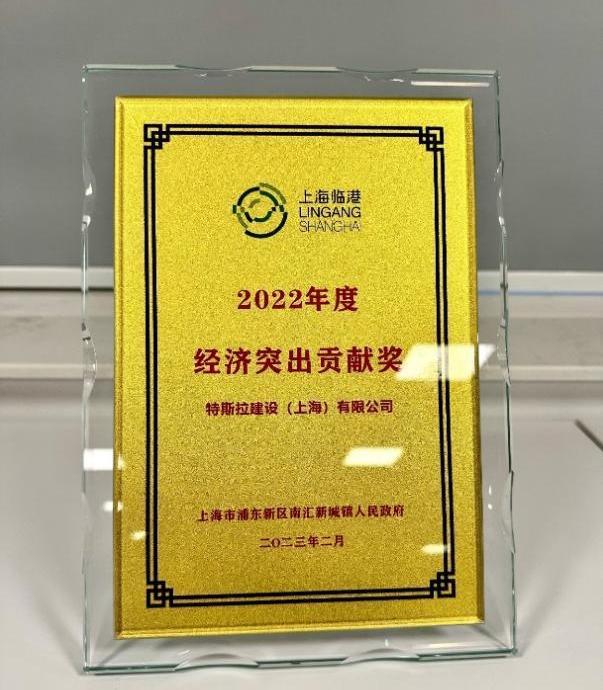 上海临港
LINGANG
SHANGHAI
2022年度
经济突出贡献奖
特斯拉建设（上海）有限公司
上海市浦东新区南汇新城镇人民政府
二〇二三年二月